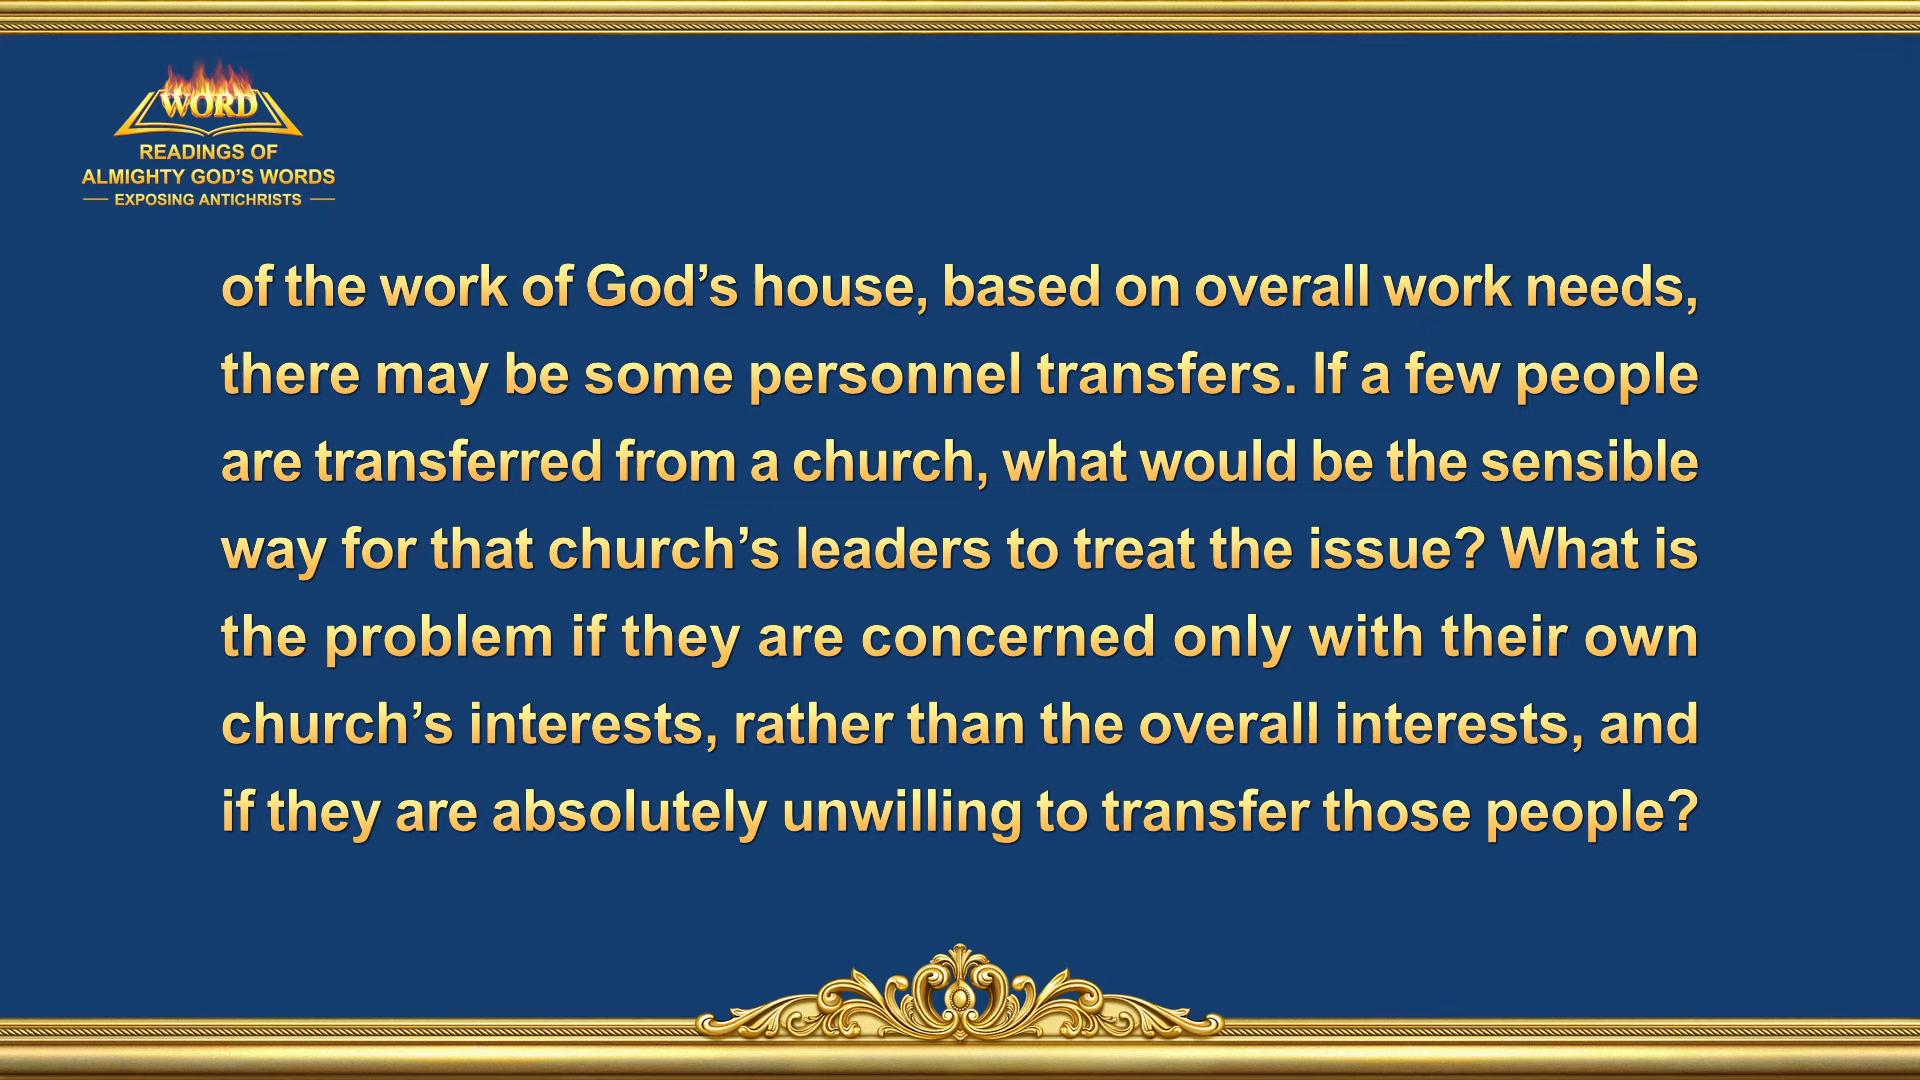 WORD
READINGS OF
ALMIGHTY GOD’S WORDS
EXPOSING ANTICHRISTS
of the work of God’s house, based on overall work needs,
there may be some personnel transfers. If a few people
are transferred from a church, what would be the sensible
way for that church’s leaders to treat the issue? What is
the problem if they are concerned only with their own
church’s interests, rather than the overall interests, and
if they are absolutely unwilling to transfer those people?